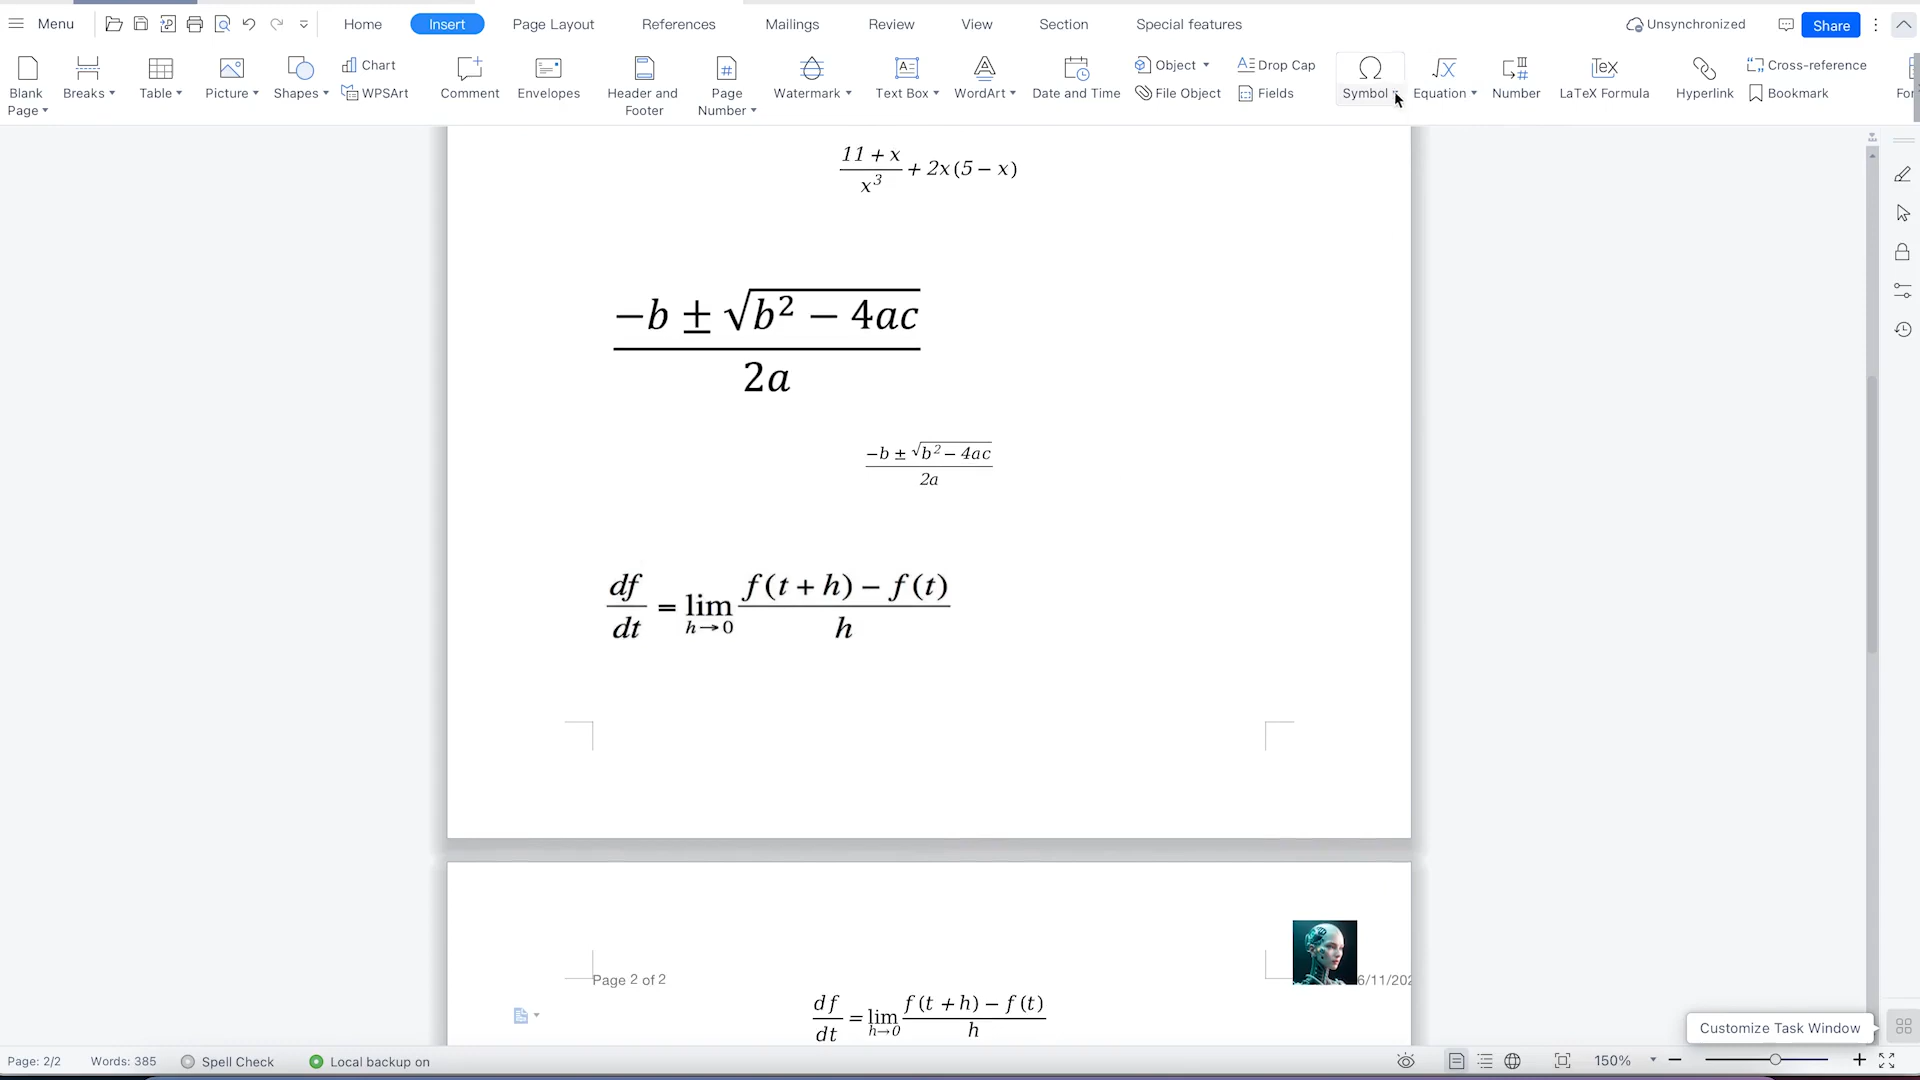 Menu Home Insert Page Layout References Mailings Review View Section Special features Unsynchronized Share
Blank Page Breaks Table Picture Shapes Chart WPSArt Comment Envelopes Header and Footer Page Number Watermark Text Box WordArt Date and Time Object File Object Drop Cap Fields Symbol Equation Number LaTeX Formula Hyperlink Cross-reference Bookmark
(11 + x)/x³ + 2x(5 − x)
(−b ± √(b² − 4ac))/2a
(−b ± √(b² − 4ac))/2a
df/dt = lim h→0 (f(t + h) − f(t))/h
Page 2 of 2
df/dt = lim h→0 (f(t + h) − f(t))/h
Customize Task Window
Page: 2/2 Words: 385 Spell Check Local backup on 150%